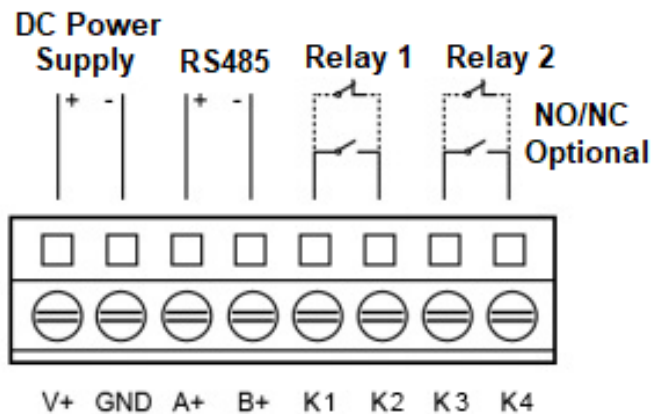 DC Power
Supply
RS485
Relay 1
Relay 2
+ -
+ -
NO/NC
Optional
V+ GND A+ B+ K1 K2 K3 K4